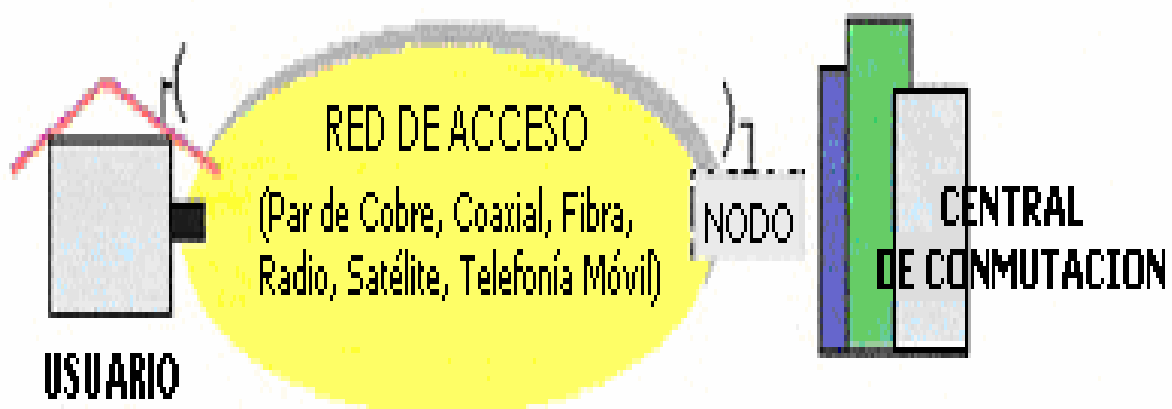 RED DE ACCESO
(Par de Cobre, Coaxial, Fibra,
Radio, Satélite, Telefonía Móvil)
NODO
CENTRAL
DE CONMUTACION
USUARIO